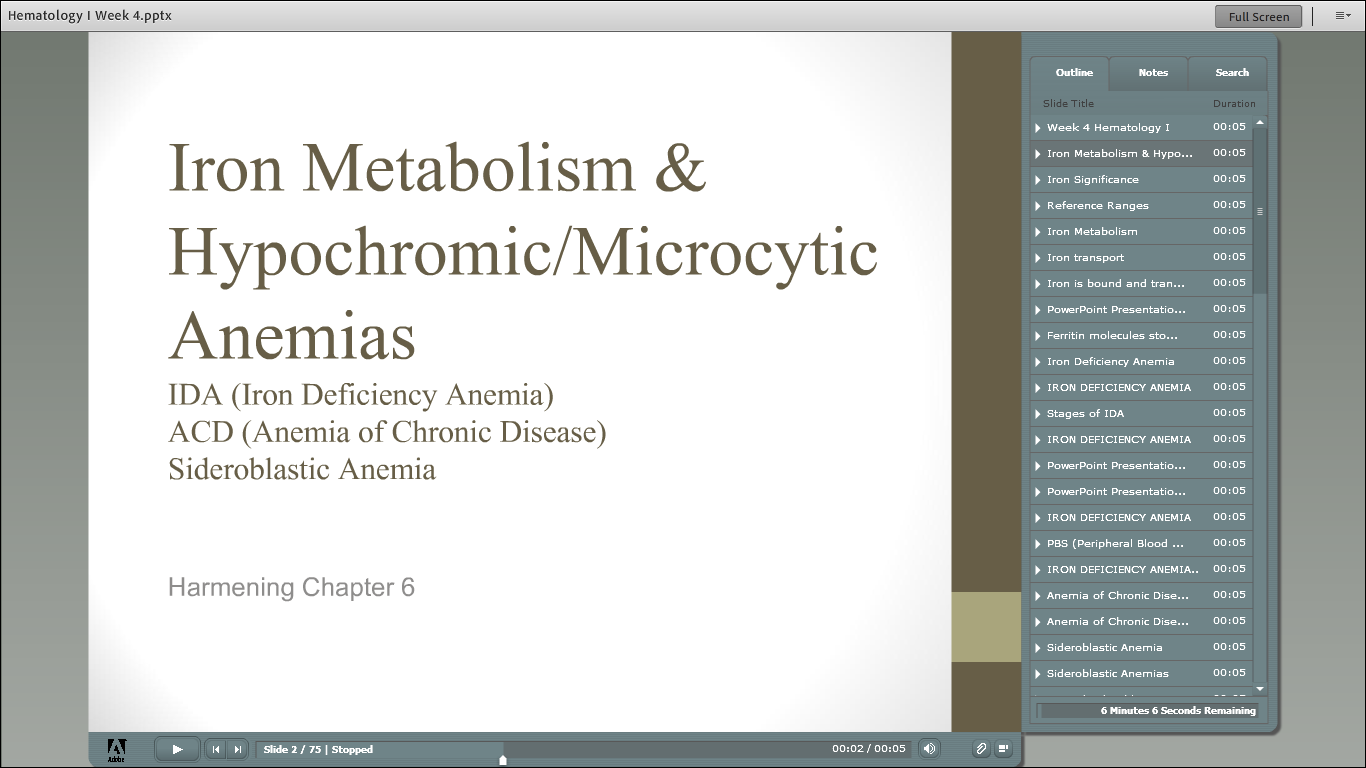 Hematology I Week 4.pptx
Full Screen
Iron Metabolism &
Hypochromic/Microcytic
Anemias
IDA (Iron Deficiency Anemia)
ACD (Anemia of Chronic Disease)
Sideroblastic Anemia
Harmening Chapter 6
Outline Notes Search
Slide Title Duration
Week 4 Hematology I 00:05
Iron Metabolism & Hypo... 00:05
Iron Significance 00:05
Reference Ranges 00:05
Iron Metabolism 00:05
Iron transport 00:05
Iron is bound and tran... 00:05
PowerPoint Presentatio... 00:05
Ferritin molecules sto... 00:05
Iron Deficiency Anemia 00:05
IRON DEFICIENCY ANEMIA 00:05
Stages of IDA 00:05
IRON DEFICIENCY ANEMIA 00:05
PowerPoint Presentatio... 00:05
PowerPoint Presentatio... 00:05
IRON DEFICIENCY ANEMIA 00:05
PBS (Peripheral Blood ... 00:05
IRON DEFICIENCY ANEMIA.. 00:05
Anemia of Chronic Dise... 00:05
Anemia of Chronic Dise... 00:05
Sideroblastic Anemia 00:05
Sideroblastic Anemias 00:05
6 Minutes 6 Seconds Remaining
Adobe
Slide 2 / 75 | Stopped 00:02 / 00:05